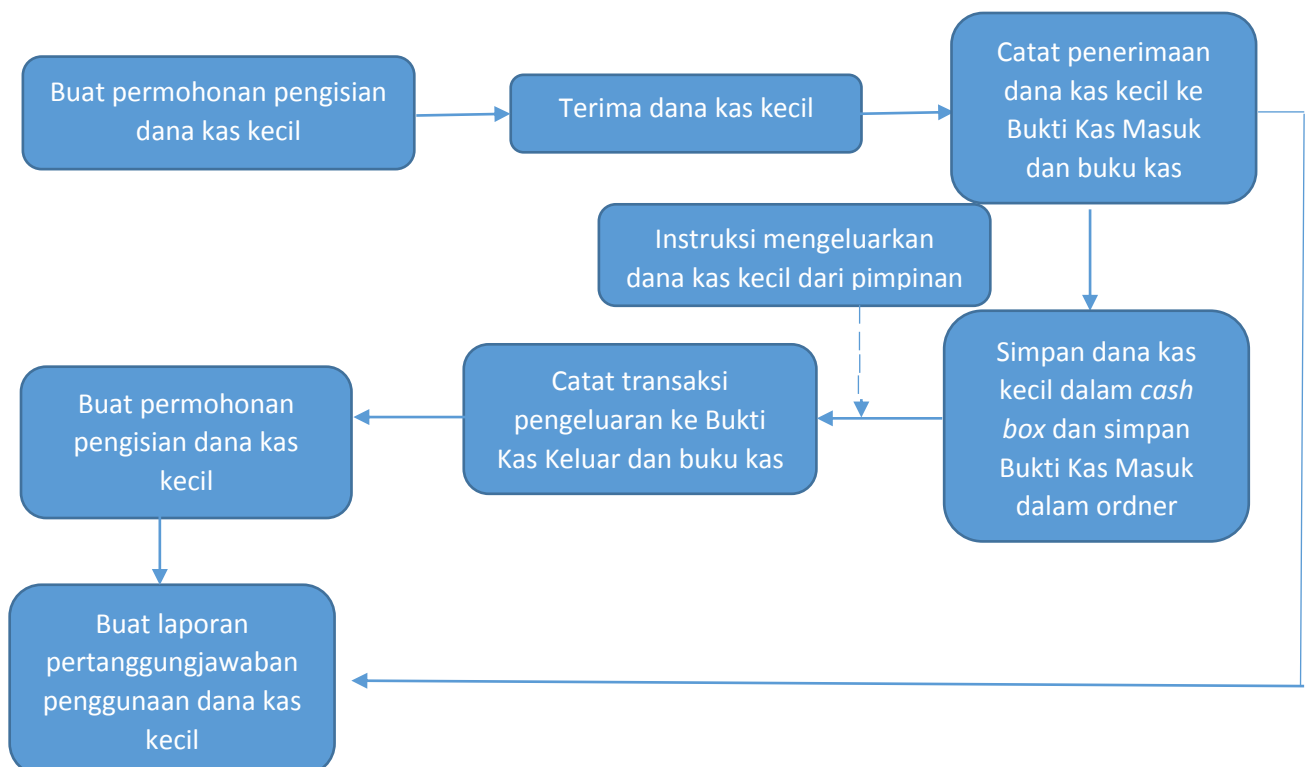 Buat permohonan pengisian
dana kas kecil
Terima dana kas kecil
Catat penerimaan
dana kas kecil ke
Bukti Kas Masuk
dan buku kas
Instruksi mengeluarkan
dana kas kecil dari pimpinan
Simpan dana kas
kecil dalam cash
box dan simpan
Bukti Kas Masuk
dalam ordner
Catat transaksi
pengeluaran ke Bukti
Kas Keluar dan buku kas
Buat permohonan
pengisian dana kas
kecil
Buat laporan
pertanggungjawaban
penggunaan dana kas
kecil